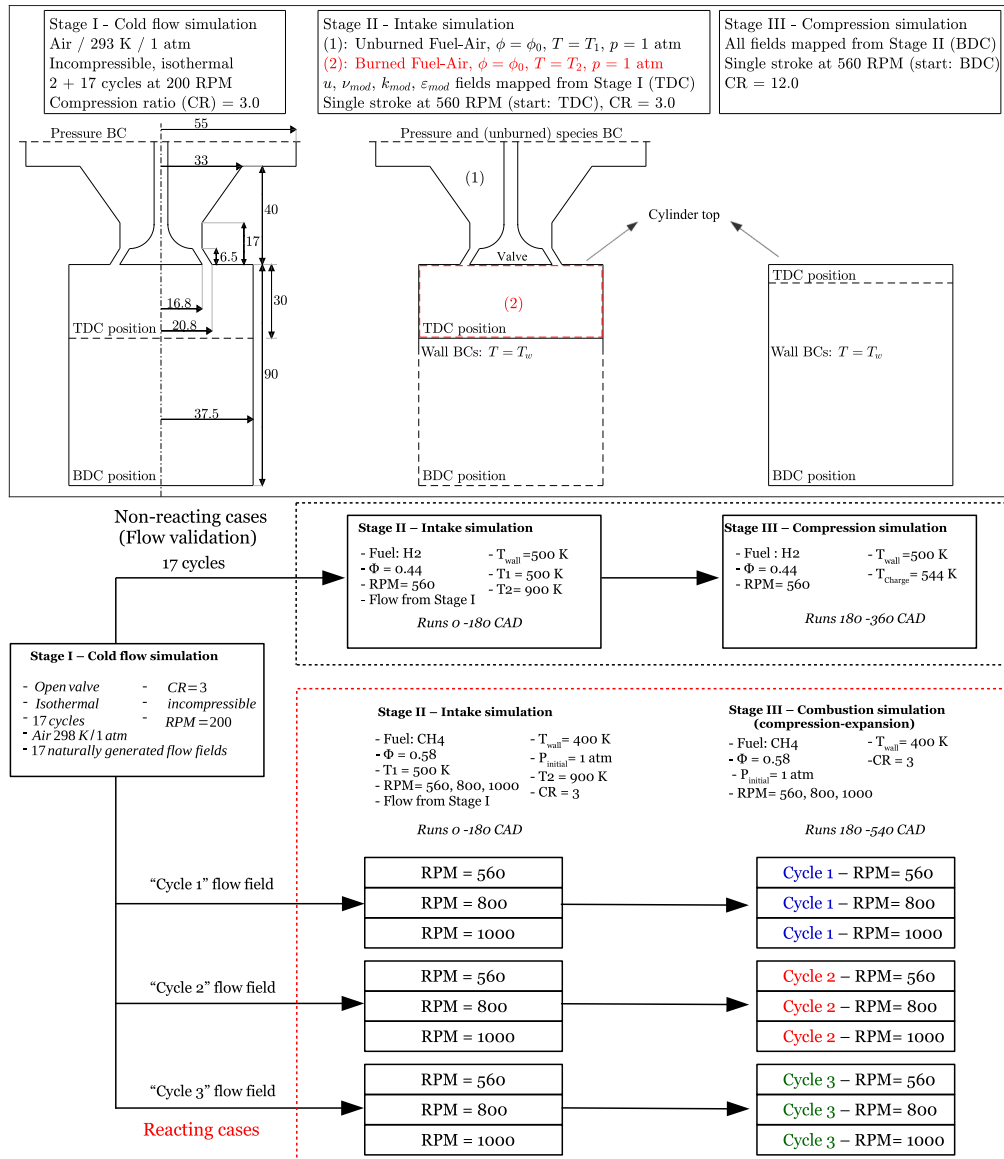 Stage I - Cold flow simulation
Air / 293 K / 1 atm
Incompressible, isothermal
2 + 17 cycles at 200 RPM
Compression ratio (CR) = 3.0
Stage II - Intake simulation
(1): Unburned Fuel-Air, ϕ = ϕ₀, T = T₁, p = 1 atm
(2): Burned Fuel-Air, ϕ = ϕ₀, T = T₂, p = 1 atm
u, ν_mod, k_mod, ε_mod fields mapped from Stage I (TDC)
Single stroke at 560 RPM (start: TDC), CR = 3.0
Stage III - Compression simulation
All fields mapped from Stage II (BDC)
Single stroke at 560 RPM (start: BDC)
CR = 12.0
Pressure BC
55
33
40
17
6.5
30
16.8
20.8
TDC position
90
37.5
BDC position
Pressure and (unburned) species BC
(1)
Cylinder top
Valve
(2)
TDC position
Wall BCs: T = T_w
BDC position
TDC position
Wall BCs: T = T_w
BDC position
Non-reacting cases
(Flow validation)
17 cycles
Stage II – Intake simulation
- Fuel: H2
- Φ = 0.44
- RPM= 560
- Flow from Stage I
- T_wall=500 K
- T1 = 500 K
- T2= 900 K
Runs 0 -180 CAD
Stage III – Compression simulation
- Fuel : H2
- Φ = 0.44
- RPM= 560
- T_wall=500 K
- T_Charge= 544 K
Runs 180 -360 CAD
Stage I – Cold flow simulation
- Open valve
- Isothermal
- 17 cycles
- Air 298 K / 1 atm
- 17 naturally generated flow fields
- CR = 3
- incompressible
- RPM = 200
Stage II – Intake simulation
- Fuel: CH4
- Φ = 0.58
- T1 = 500 K
- RPM= 560, 800, 1000
- Flow from Stage I
- T_wall= 400 K
- P_initial= 1 atm
- T2= 900 K
- CR = 3
Runs 0 -180 CAD
Stage III – Combustion simulation
(compression-expansion)
- Fuel: CH4
- Φ = 0.58
- P_initial= 1 atm
- RPM= 560, 800, 1000
- T_wall= 400 K
-CR = 3
Runs 180 -540 CAD
“Cycle 1” flow field
RPM = 560
RPM = 800
RPM = 1000
Cycle 1 – RPM= 560
Cycle 1 – RPM= 800
Cycle 1 – RPM= 1000
“Cycle 2” flow field
RPM = 560
RPM = 800
RPM = 1000
Cycle 2 – RPM= 560
Cycle 2 – RPM= 800
Cycle 2 – RPM= 1000
“Cycle 3” flow field
RPM = 560
RPM = 800
RPM = 1000
Cycle 3 – RPM= 560
Cycle 3 – RPM= 800
Cycle 3 – RPM= 1000
Reacting cases